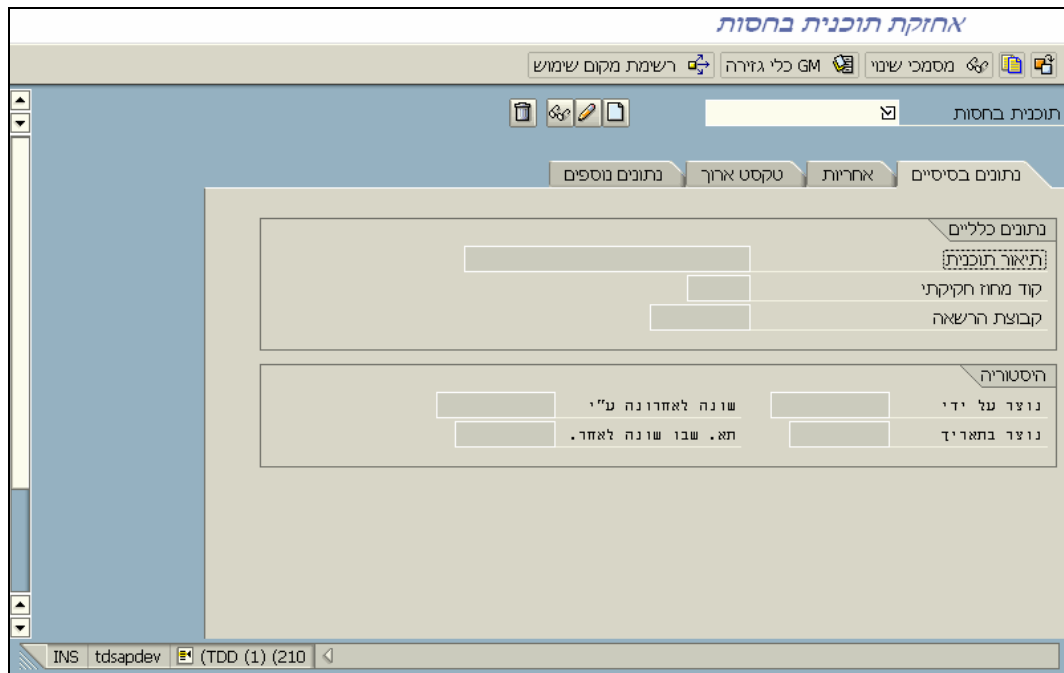 אחזקת תוכנית בחסות
מסמכי שינוי GM כלי גזירה רשימת מקום שימוש
תוכנית בחסות
נתונים בסיסיים אחריות טקסט ארוך נתונים נוספים
נתונים כלליים
תיאור תוכנית
קוד מחוז חקיקתי
קבוצת הרשאה
היסטוריה
נוצר על ידי שונה לאחרונה ע"י
נוצר בתאריך תא. שבו שונה לאחר.
INS tdsapdev (TDD (1) (210